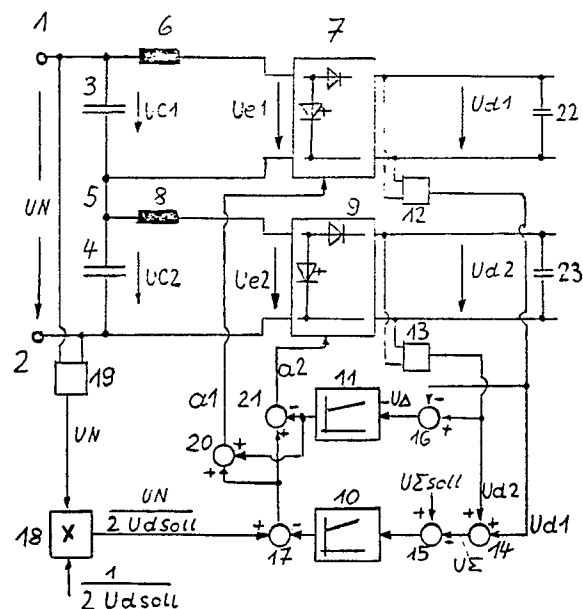 1 6 7
3 UC1 Ue1 Ud1 22
12
UN 5 8 9
4 UC2 Ue2 Ud2 23
13
2 19
a1 a2
21 - 11 -UΔ - 16 +
UN 20 + + +
UΣsoll Ud2
18 X UN / 2 Udsoll + 17 - 10 + 15 - UΣ + 14 + Ud1
1 / 2 Udsoll